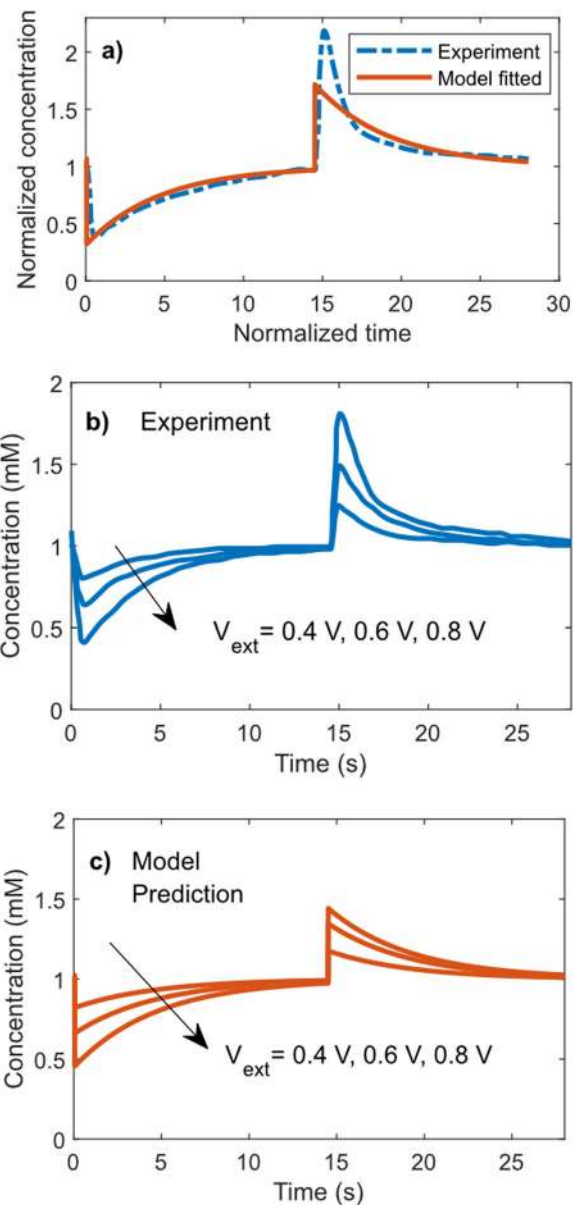 a)
Experiment
Model fitted
Normalized concentration
2
1.5
1
0.5
0
0 5 10 15 20 25 30
Normalized time
b) Experiment
Concentration (mM)
2
1.5
1
0.5
0
V_ext= 0.4 V, 0.6 V, 0.8 V
0 5 10 15 20 25
Time (s)
c) Model
Prediction
Concentration (mM)
2
1.5
1
0.5
0
V_ext= 0.4 V, 0.6 V, 0.8 V
0 5 10 15 20 25
Time (s)